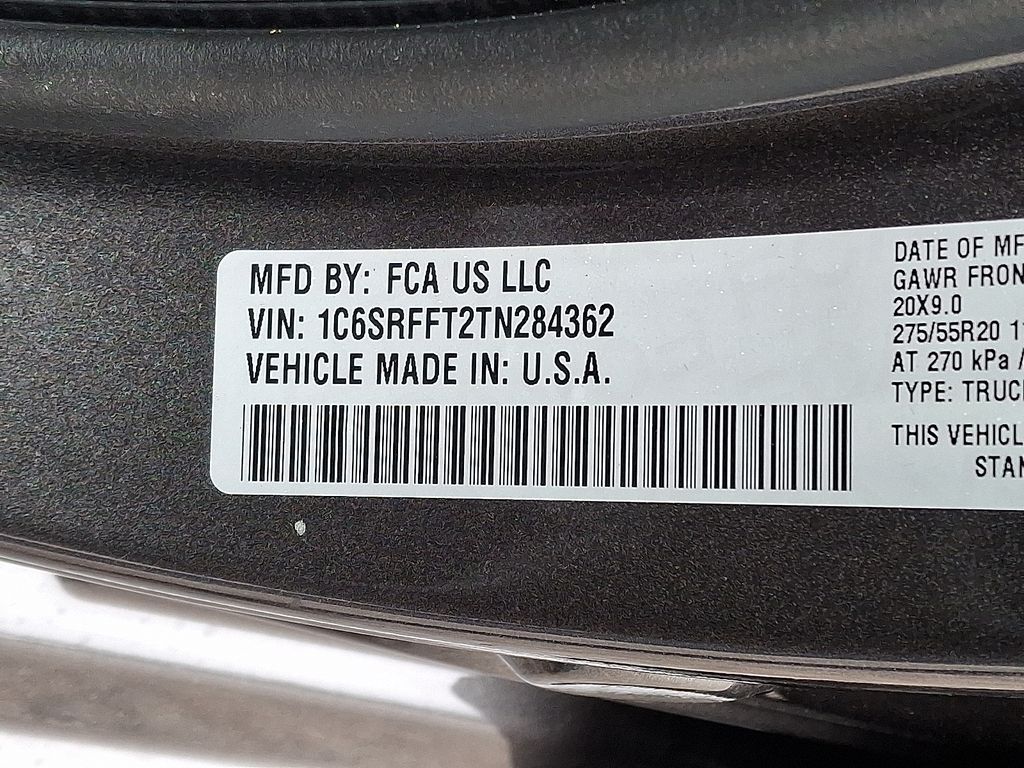 MFD BY: FCA US LLC
VIN: 1C6SRFFT2TN284362
VEHICLE MADE IN: U.S.A.
DATE OF MF
GAWR FRON
20X9.0
275/55R20 1
AT 270 kPa /
TYPE: TRUC
THIS VEHICL
STAN